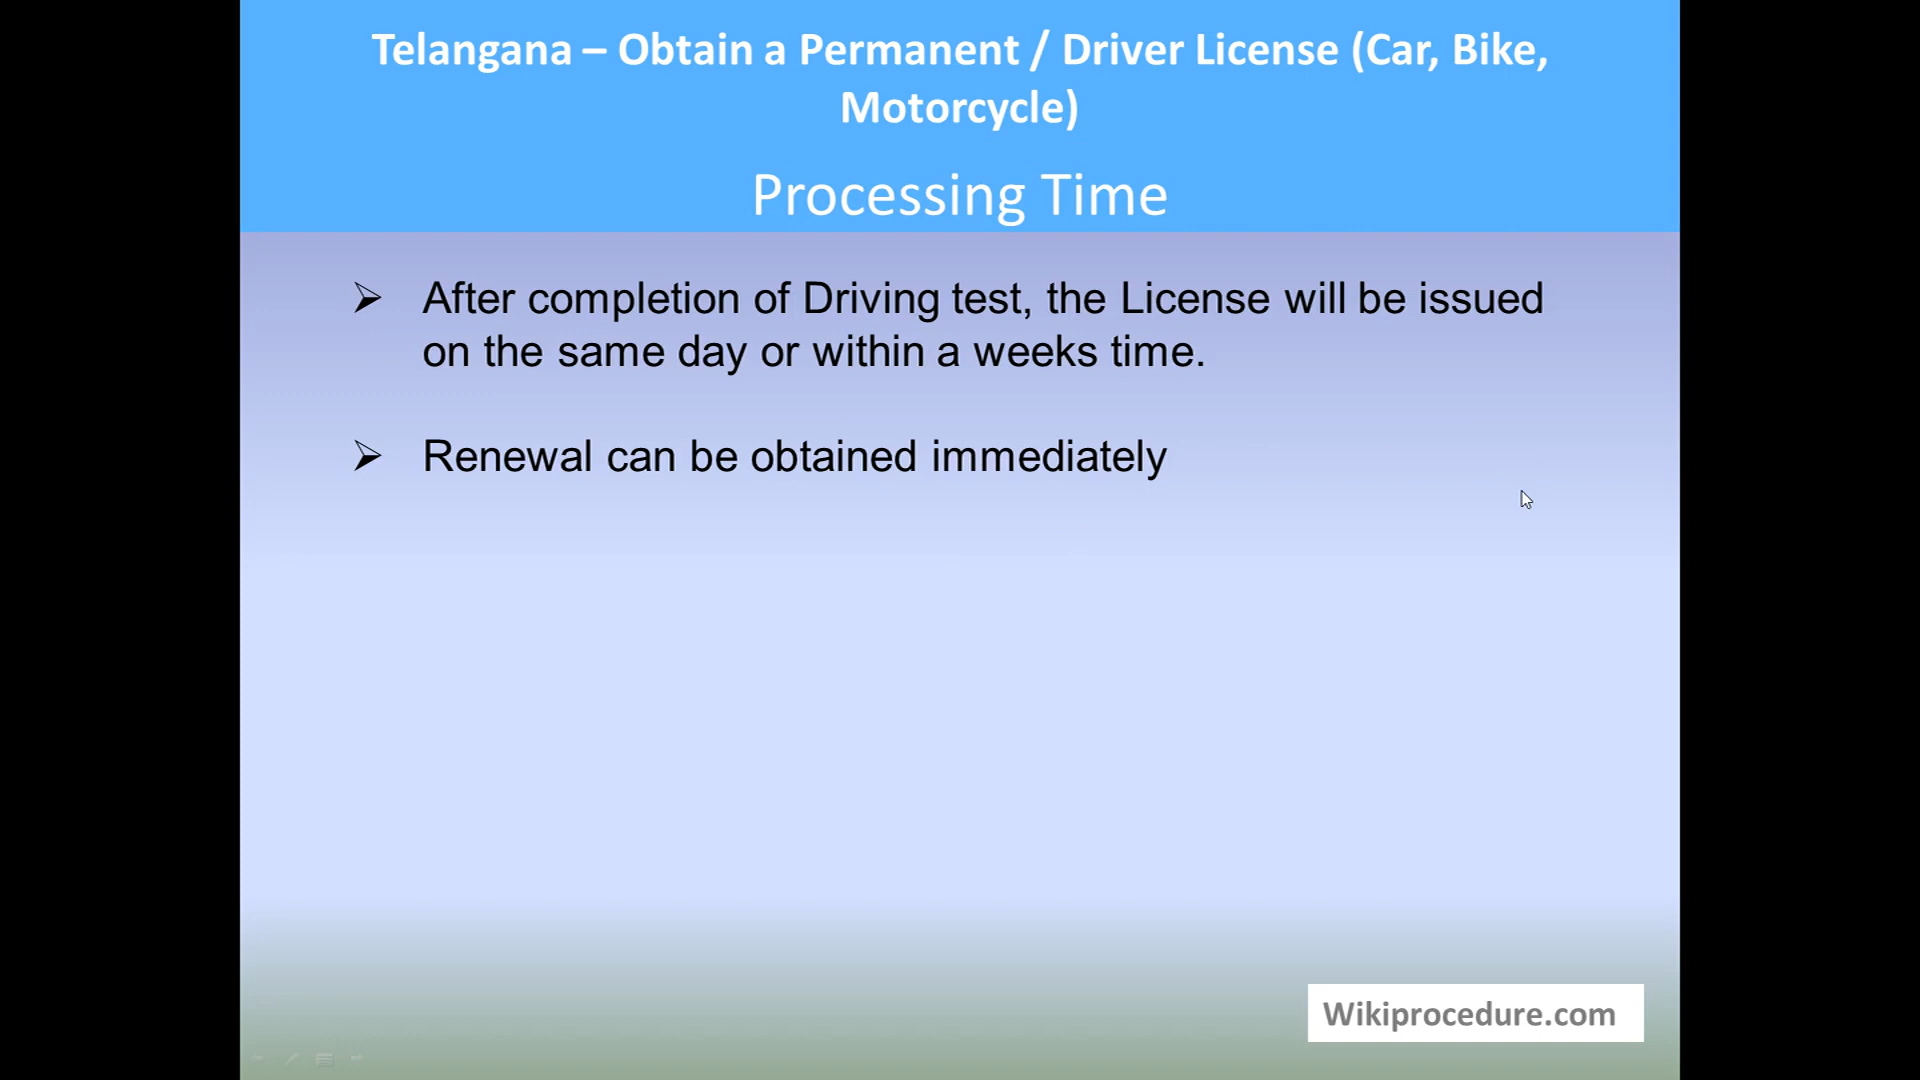 Telangana – Obtain a Permanent / Driver License (Car, Bike,
Motorcycle)
Processing Time
➢ After completion of Driving test, the License will be issued
on the same day or within a weeks time.
➢ Renewal can be obtained immediately
Wikiprocedure.com